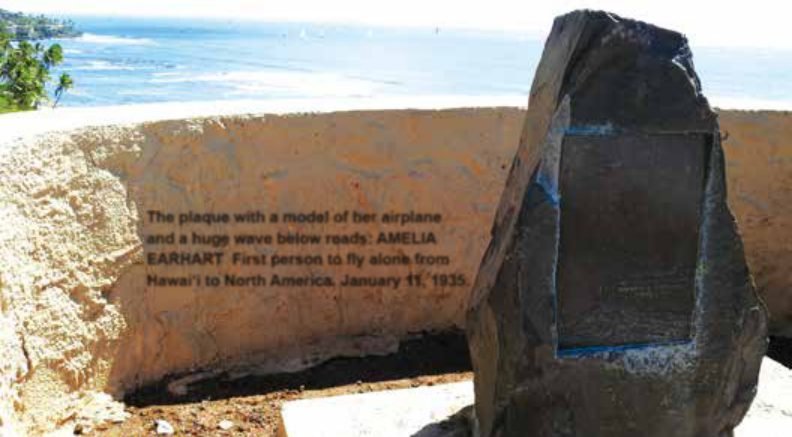 The plaque with a model of her airplane
and a huge wave below reads: AMELIA
EARHART First person to fly alone from
Hawai'i to North America. January 11, 1935.